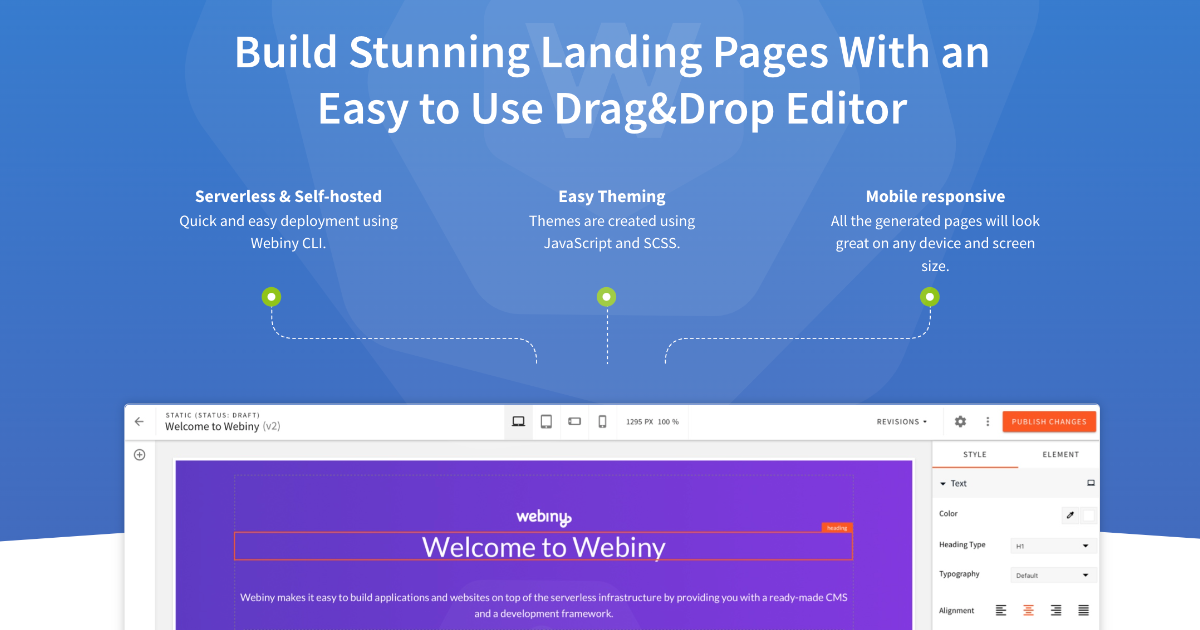 Build Stunning Landing Pages With an
Easy to Use Drag&Drop Editor
Serverless & Self-hosted
Quick and easy deployment using
Webiny CLI.
Easy Theming
Themes are created using
JavaScript and SCSS.
Mobile responsive
All the generated pages will look
great on any device and screen
size.
STATIC (STATUS: DRAFT)
Welcome to Webiny (v2)
1295 PX 100 %
REVISIONS
PUBLISH CHANGES
STYLE
ELEMENT
Text
Color
Heading Type
H1
Typography
Default
Alignment
webiny
heading
Welcome to Webiny
Webiny makes it easy to build applications and websites on top of the serverless infrastructure by providing you with a ready-made CMS
and a development framework.